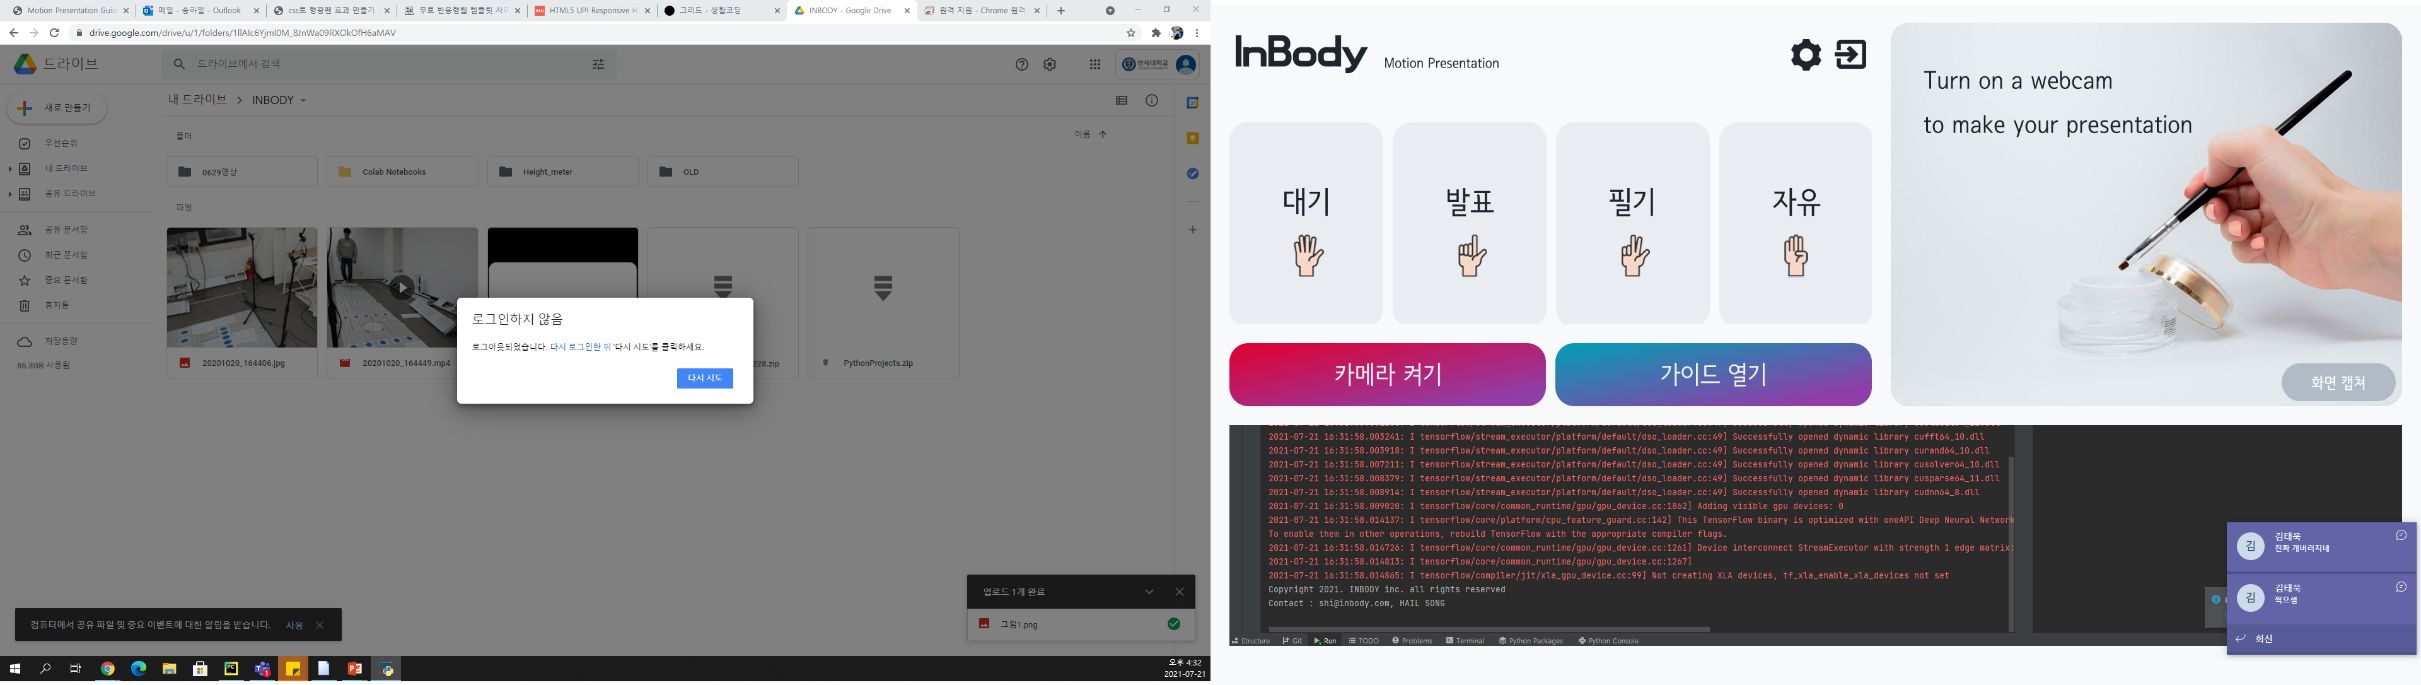 Motion Presentation Guid
메일 - 송하일 - Outlook
css로 형광펜 효과 만들기
무료 반응형웹 템플릿 사이
HTML5 UP! Responsive H
그리드 - 생활코딩
INBODY - Google Drive
원격 지원 - Chrome 원격
드라이브
드라이브에서 검색
연세대학교
새로 만들기
내 드라이브 > INBODY
우선순위
내 드라이브
공유 드라이브
공유 문서함
최근 문서함
중요 문서함
휴지통
저장용량
86.3GB 사용됨
폴더
이름
0629영상
Colab Notebooks
Height_meter
OLD
파일
20201020_164406.jpg
20201020_164449.mp4
228.zip
PythonProjects.zip
로그인하지 않음
로그아웃되었습니다. 다시 로그인한 뒤 '다시 시도'를 클릭하세요.
다시 시도
컴퓨터에서 공유 파일 및 중요 이벤트에 대한 알림을 받습니다. 사용
업로드 1개 완료
그림1.png
오후 4:32
2021-07-21
InBody Motion Presentation
대기
발표
필기
자유
카메라 켜기
가이드 열기
Turn on a webcam
to make your presentation
화면 캡쳐
2021-07-21 16:31:58.003241: I tensorflow/stream_executor/platform/default/dso_loader.cc:49] Successfully opened dynamic library cufft64_10.dll
2021-07-21 16:31:58.003918: I tensorflow/stream_executor/platform/default/dso_loader.cc:49] Successfully opened dynamic library curand64_10.dll
2021-07-21 16:31:58.007211: I tensorflow/stream_executor/platform/default/dso_loader.cc:49] Successfully opened dynamic library cusolver64_10.dll
2021-07-21 16:31:58.008379: I tensorflow/stream_executor/platform/default/dso_loader.cc:49] Successfully opened dynamic library cusparse64_11.dll
2021-07-21 16:31:58.008914: I tensorflow/stream_executor/platform/default/dso_loader.cc:49] Successfully opened dynamic library cudnn64_8.dll
2021-07-21 16:31:58.009020: I tensorflow/core/common_runtime/gpu/gpu_device.cc:1862] Adding visible gpu devices: 0
2021-07-21 16:31:58.014137: I tensorflow/core/platform/cpu_feature_guard.cc:142] This TensorFlow binary is optimized with oneAPI Deep Neural Network
To enable them in other operations, rebuild TensorFlow with the appropriate compiler flags.
2021-07-21 16:31:58.014726: I tensorflow/core/common_runtime/gpu/gpu_device.cc:1261] Device interconnect StreamExecutor with strength 1 edge matrix:
2021-07-21 16:31:58.014813: I tensorflow/core/common_runtime/gpu/gpu_device.cc:1267]
2021-07-21 16:31:58.014865: I tensorflow/compiler/jit/xla_gpu_device.cc:99] Not creating XLA devices, tf_xla_enable_xla_devices not set
Copyright 2021. INBODY inc. all rights reserved
Contact : shi@inbody.com, HAIL SONG
Structure Git Run TODO Problems Terminal Python Packages Python Console
김 김태욱
진짜 개버러지네
김 김태욱
찍으셈
회신